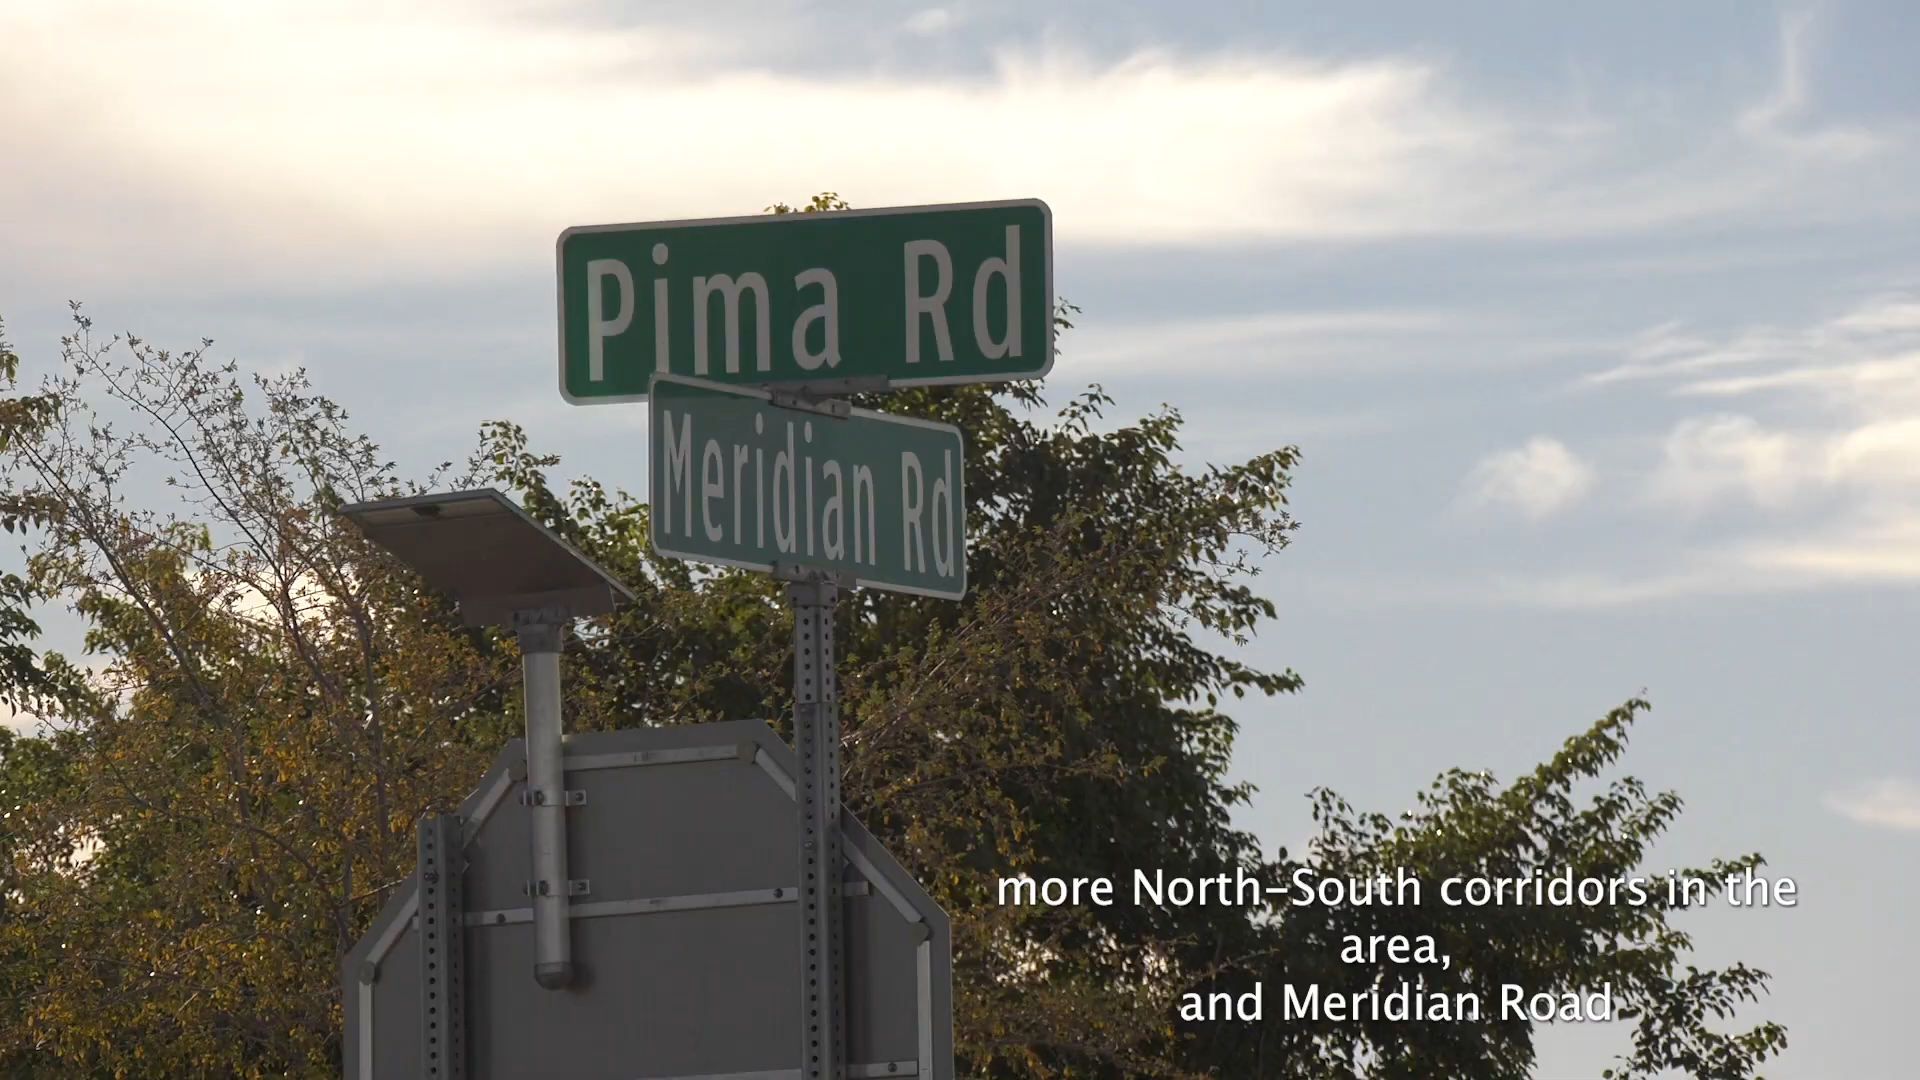 Pima Rd
Meridian Rd
more North-South corridors in the
area,
and Meridian Road